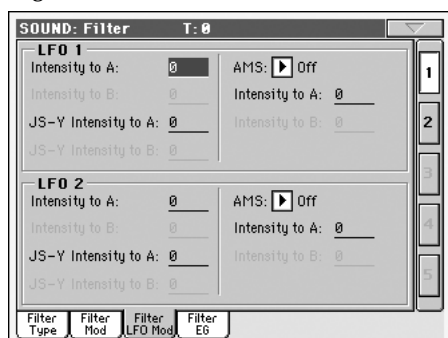 SOUND: Filter T:0
LFO 1
Intensity to A: 0 AMS: Off
Intensity to B: 0 Intensity to A: 0
JS-Y Intensity to A: 0 Intensity to B: 0
JS-Y Intensity to B: 0
LFO 2
Intensity to A: 0 AMS: Off
Intensity to B: 0 Intensity to A: 0
JS-Y Intensity to A: 0 Intensity to B: 0
JS-Y Intensity to B: 0
1
2
3
4
5
Filter Type
Filter Mod
Filter LFO Mod
Filter EG